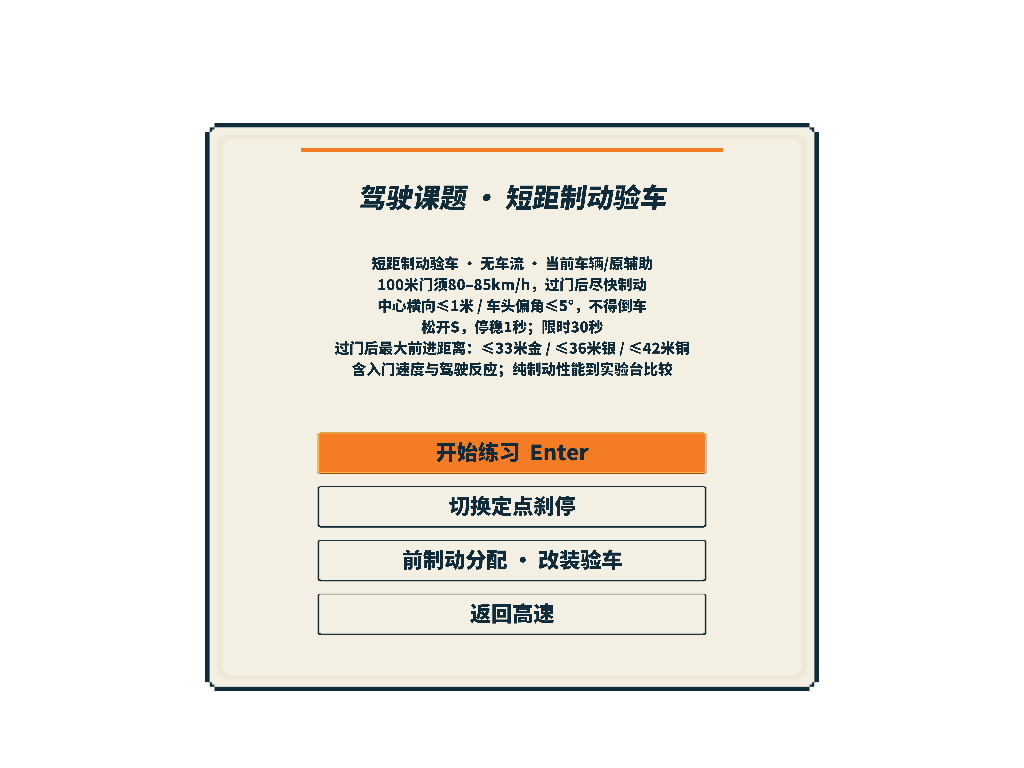 驾驶课题 · 短距制动验车
短距制动验车 · 无车流 · 当前车辆/原辅助
100米门须80–85km/h，过门后尽快制动
中心横向≤1米 / 车头偏角≤5°，不得倒车
松开S，停稳1秒；限时30秒
过门后最大前进距离：≤33米金 / ≤36米银 / ≤42米铜
含入门速度与驾驶反应；纯制动性能到实验台比较
开始练习 Enter
切换定点刹停
前制动分配 · 改装验车
返回高速